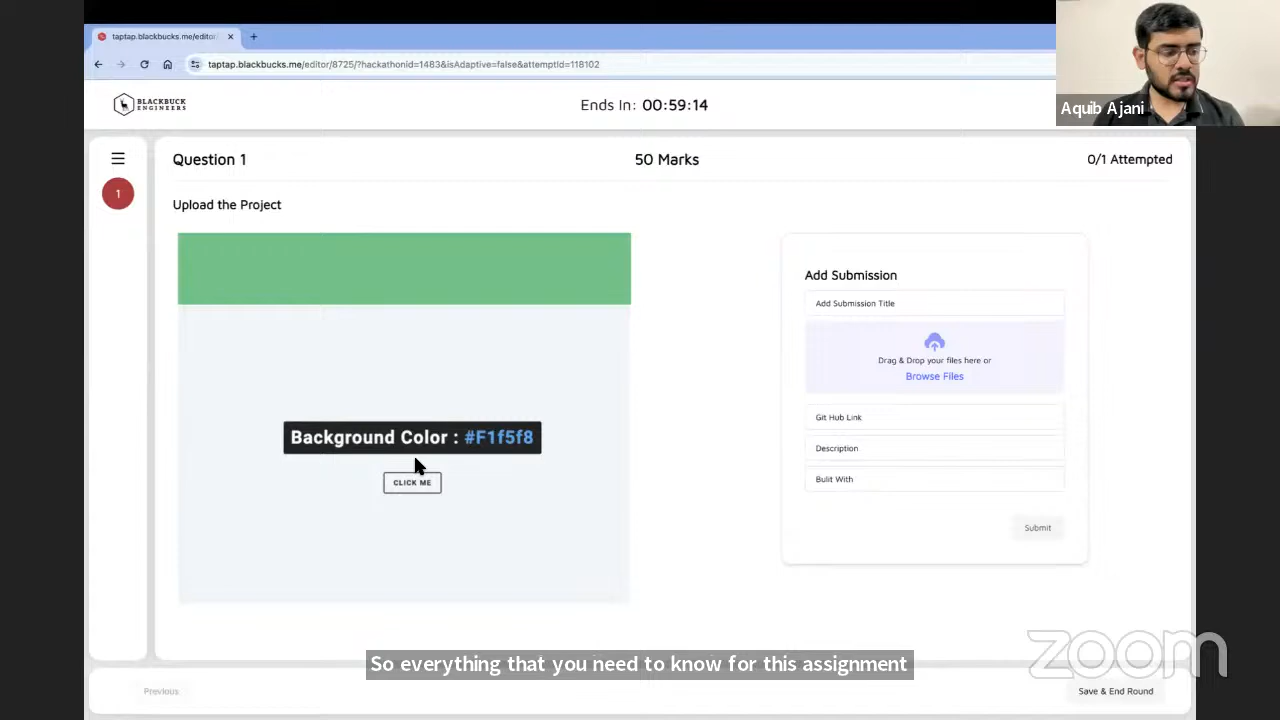 taptap.blackbucks.me/editor
taptap.blackbucks.me/editor/8725/?hackathonid=1483&isAdaptive=false&attemptId=118102
Aquib Ajani
BLACKBUCK
ENGINEERS
Ends In: 00:59:14
Question 1
50 Marks
0/1 Attempted
1
Upload the Project
Background Color : #F1f5f8
CLICK ME
Add Submission
Add Submission Title
Drag & Drop your files here or
Browse Files
Git Hub Link
Description
Bulit With
Submit
So everything that you need to know for this assignment
zoom
Previous
Save & End Round